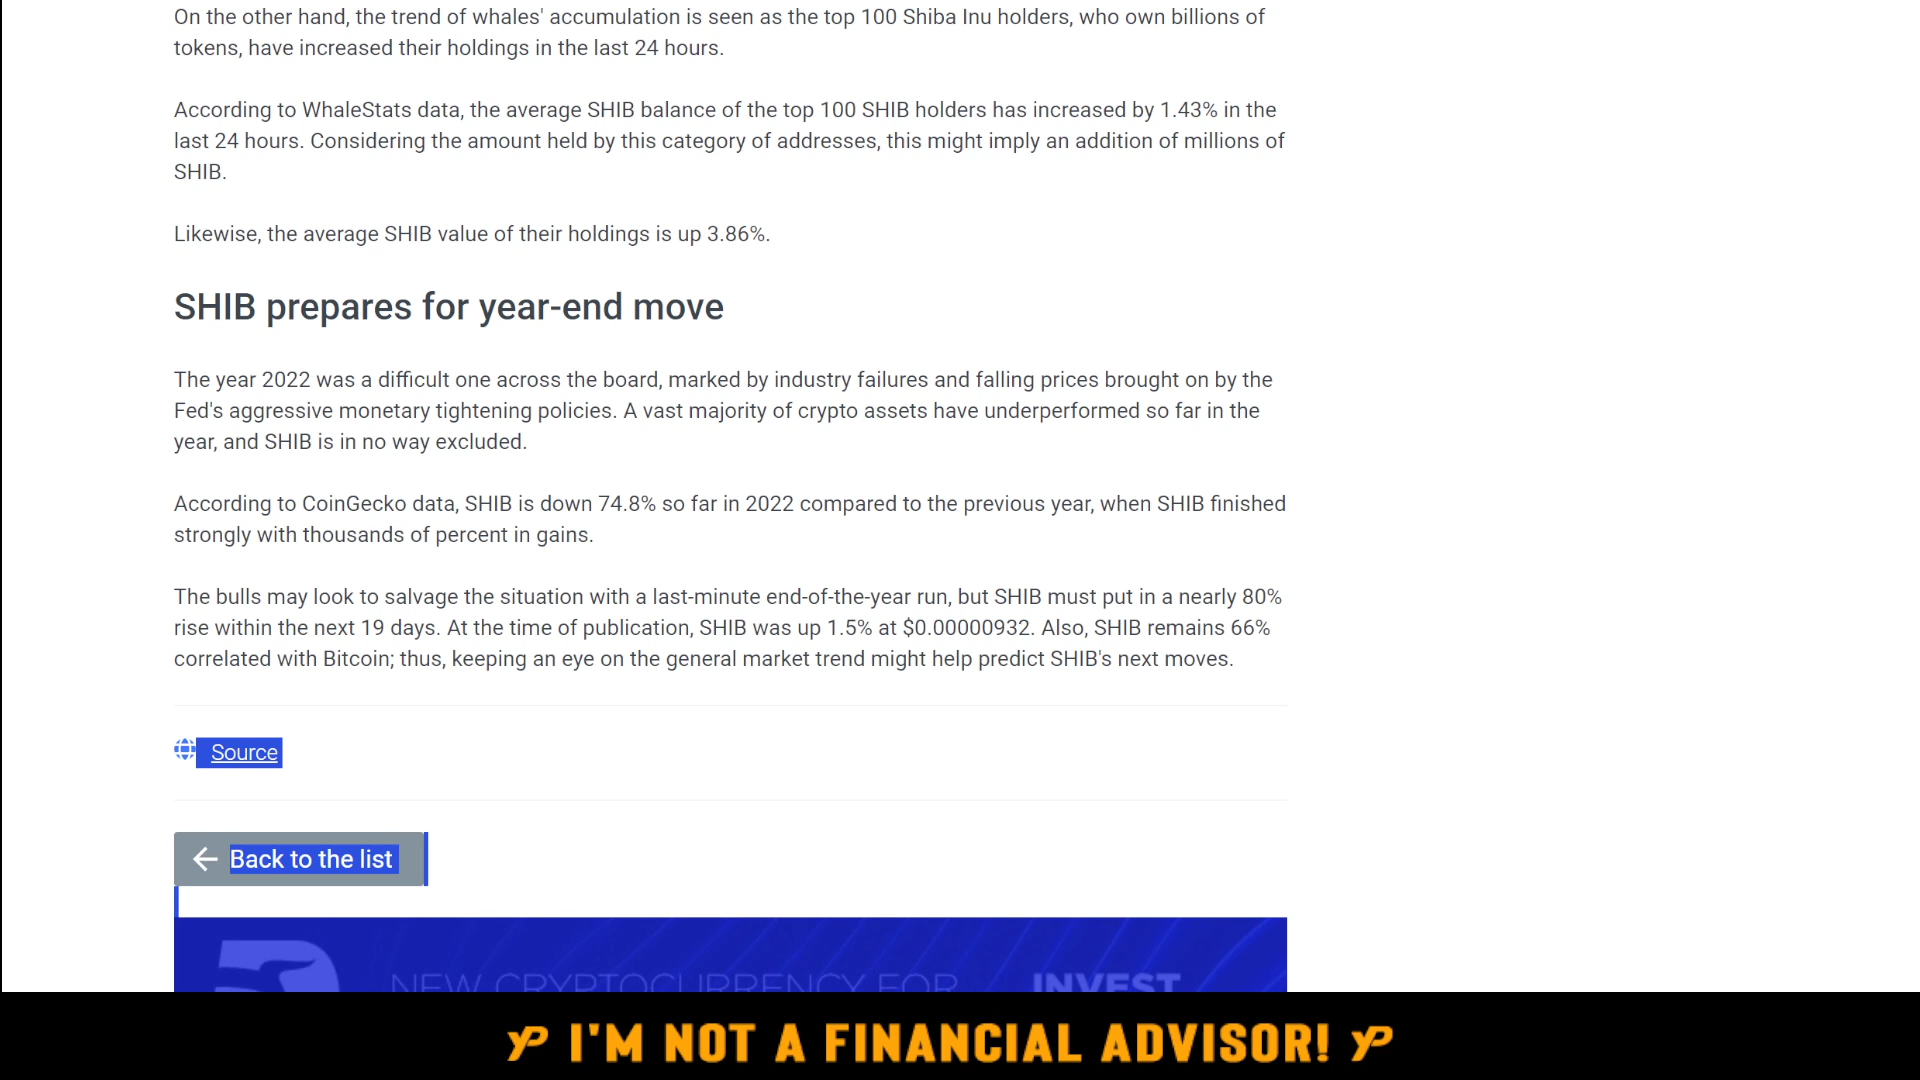 On the other hand, the trend of whales' accumulation is seen as the top 100 Shiba Inu holders, who own billions of
tokens, have increased their holdings in the last 24 hours.
According to WhaleStats data, the average SHIB balance of the top 100 SHIB holders has increased by 1.43% in the
last 24 hours. Considering the amount held by this category of addresses, this might imply an addition of millions of
SHIB.
Likewise, the average SHIB value of their holdings is up 3.86%.
SHIB prepares for year-end move
The year 2022 was a difficult one across the board, marked by industry failures and falling prices brought on by the
Fed's aggressive monetary tightening policies. A vast majority of crypto assets have underperformed so far in the
year, and SHIB is in no way excluded.
According to CoinGecko data, SHIB is down 74.8% so far in 2022 compared to the previous year, when SHIB finished
strongly with thousands of percent in gains.
The bulls may look to salvage the situation with a last-minute end-of-the-year run, but SHIB must put in a nearly 80%
rise within the next 19 days. At the time of publication, SHIB was up 1.5% at $0.00000932. Also, SHIB remains 66%
correlated with Bitcoin; thus, keeping an eye on the general market trend might help predict SHIB's next moves.
Source
Back to the list
NEW CRYPTOCURRENCY FOR INVEST
YP I'M NOT A FINANCIAL ADVISOR! YP